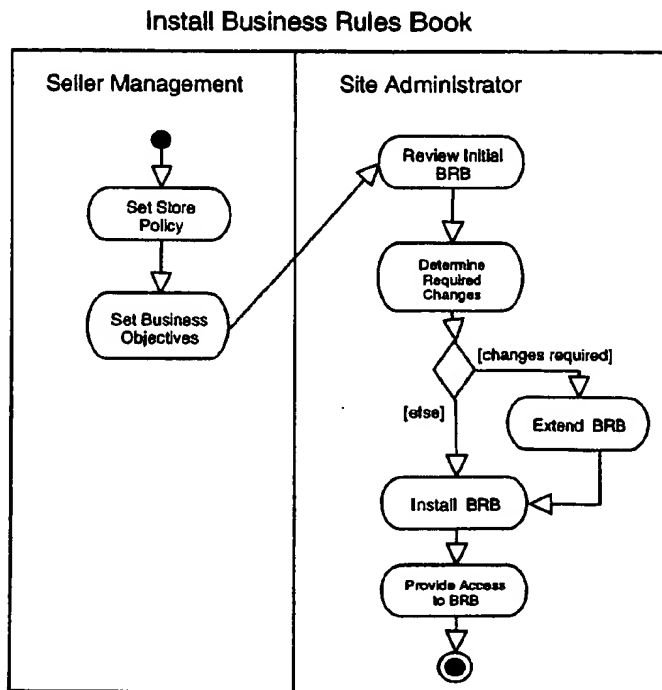 Install Business Rules Book
Seller Management
Site Administrator
Set Store
Policy
Set Business
Objectives
Review Initial
BRB
Determine
Required
Changes
[changes required]
[else]
Extend BRB
Install BRB
Provide Access
to BRB